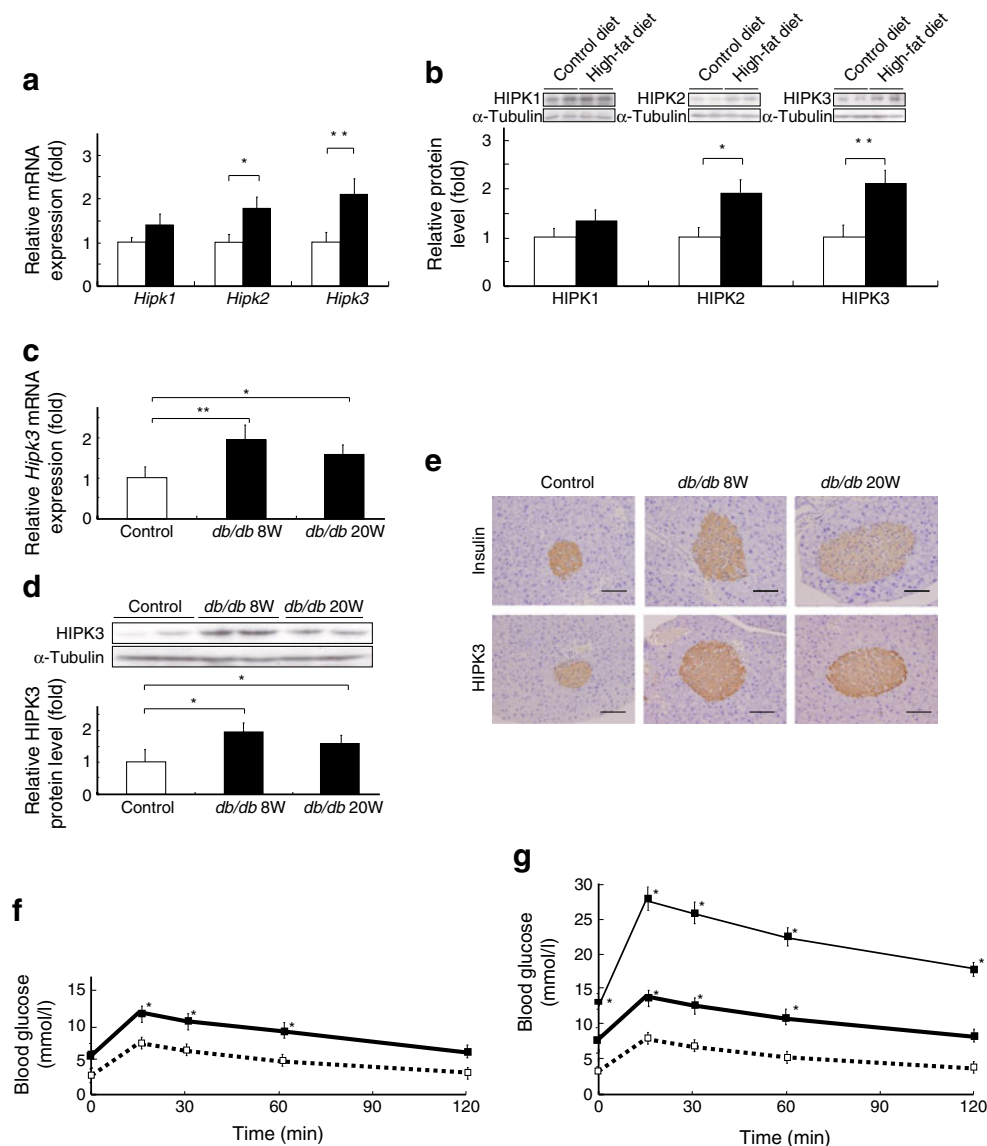 a
Relative mRNA
expression (fold)
3
2
1
0
*
* *
Hipk1 Hipk2 Hipk3
b
Control diet
High-fat diet
Control diet
High-fat diet
Control diet
High-fat diet
HIPK1
α-Tubulin
HIPK2
α-Tubulin
HIPK3
α-Tubulin
Relative protein
level (fold)
3
2
1
0
*
* *
HIPK1 HIPK2 HIPK3
c
Relative Hipk3 mRNA
expression (fold)
2
1
0
*
**
Control db/db 8W db/db 20W
d
Control db/db 8W db/db 20W
HIPK3
α-Tubulin
Relative HIPK3
protein level (fold)
2
1
0
*
*
Control db/db 8W db/db 20W
e
Control db/db 8W db/db 20W
Insulin
HIPK3
f
Blood glucose
(mmol/l)
15
10
5
0
* * *
0 30 60 90 120
Time (min)
g
Blood glucose
(mmol/l)
30
25
20
15
10
5
0
* * * * *
* * *
0 30 60 90 120
Time (min)